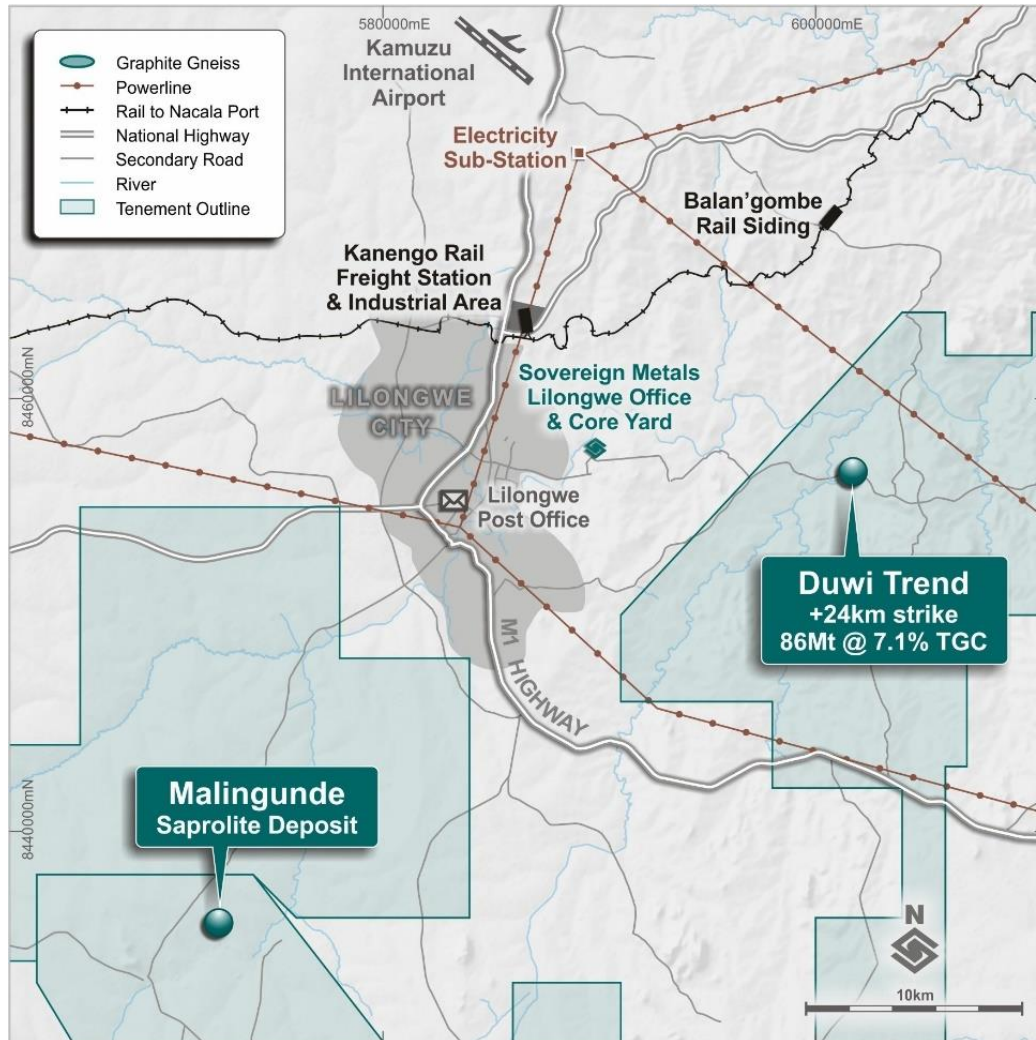 580000mE
600000mE
Graphite Gneiss
Powerline
Rail to Nacala Port
National Highway
Secondary Road
River
Tenement Outline
Kamuzu
International
Airport
Electricity
Sub-Station
Balan'gombe
Rail Siding
Kanengo Rail
Freight Station
& Industrial Area
8460000mN
LILONGWE
CITY
Sovereign Metals
Lilongwe Office
& Core Yard
Lilongwe
Post Office
Duwi Trend
+24km strike
86Mt @ 7.1% TGC
M1 HIGHWAY
Malingunde
Saprolite Deposit
8440000mN
N
10km